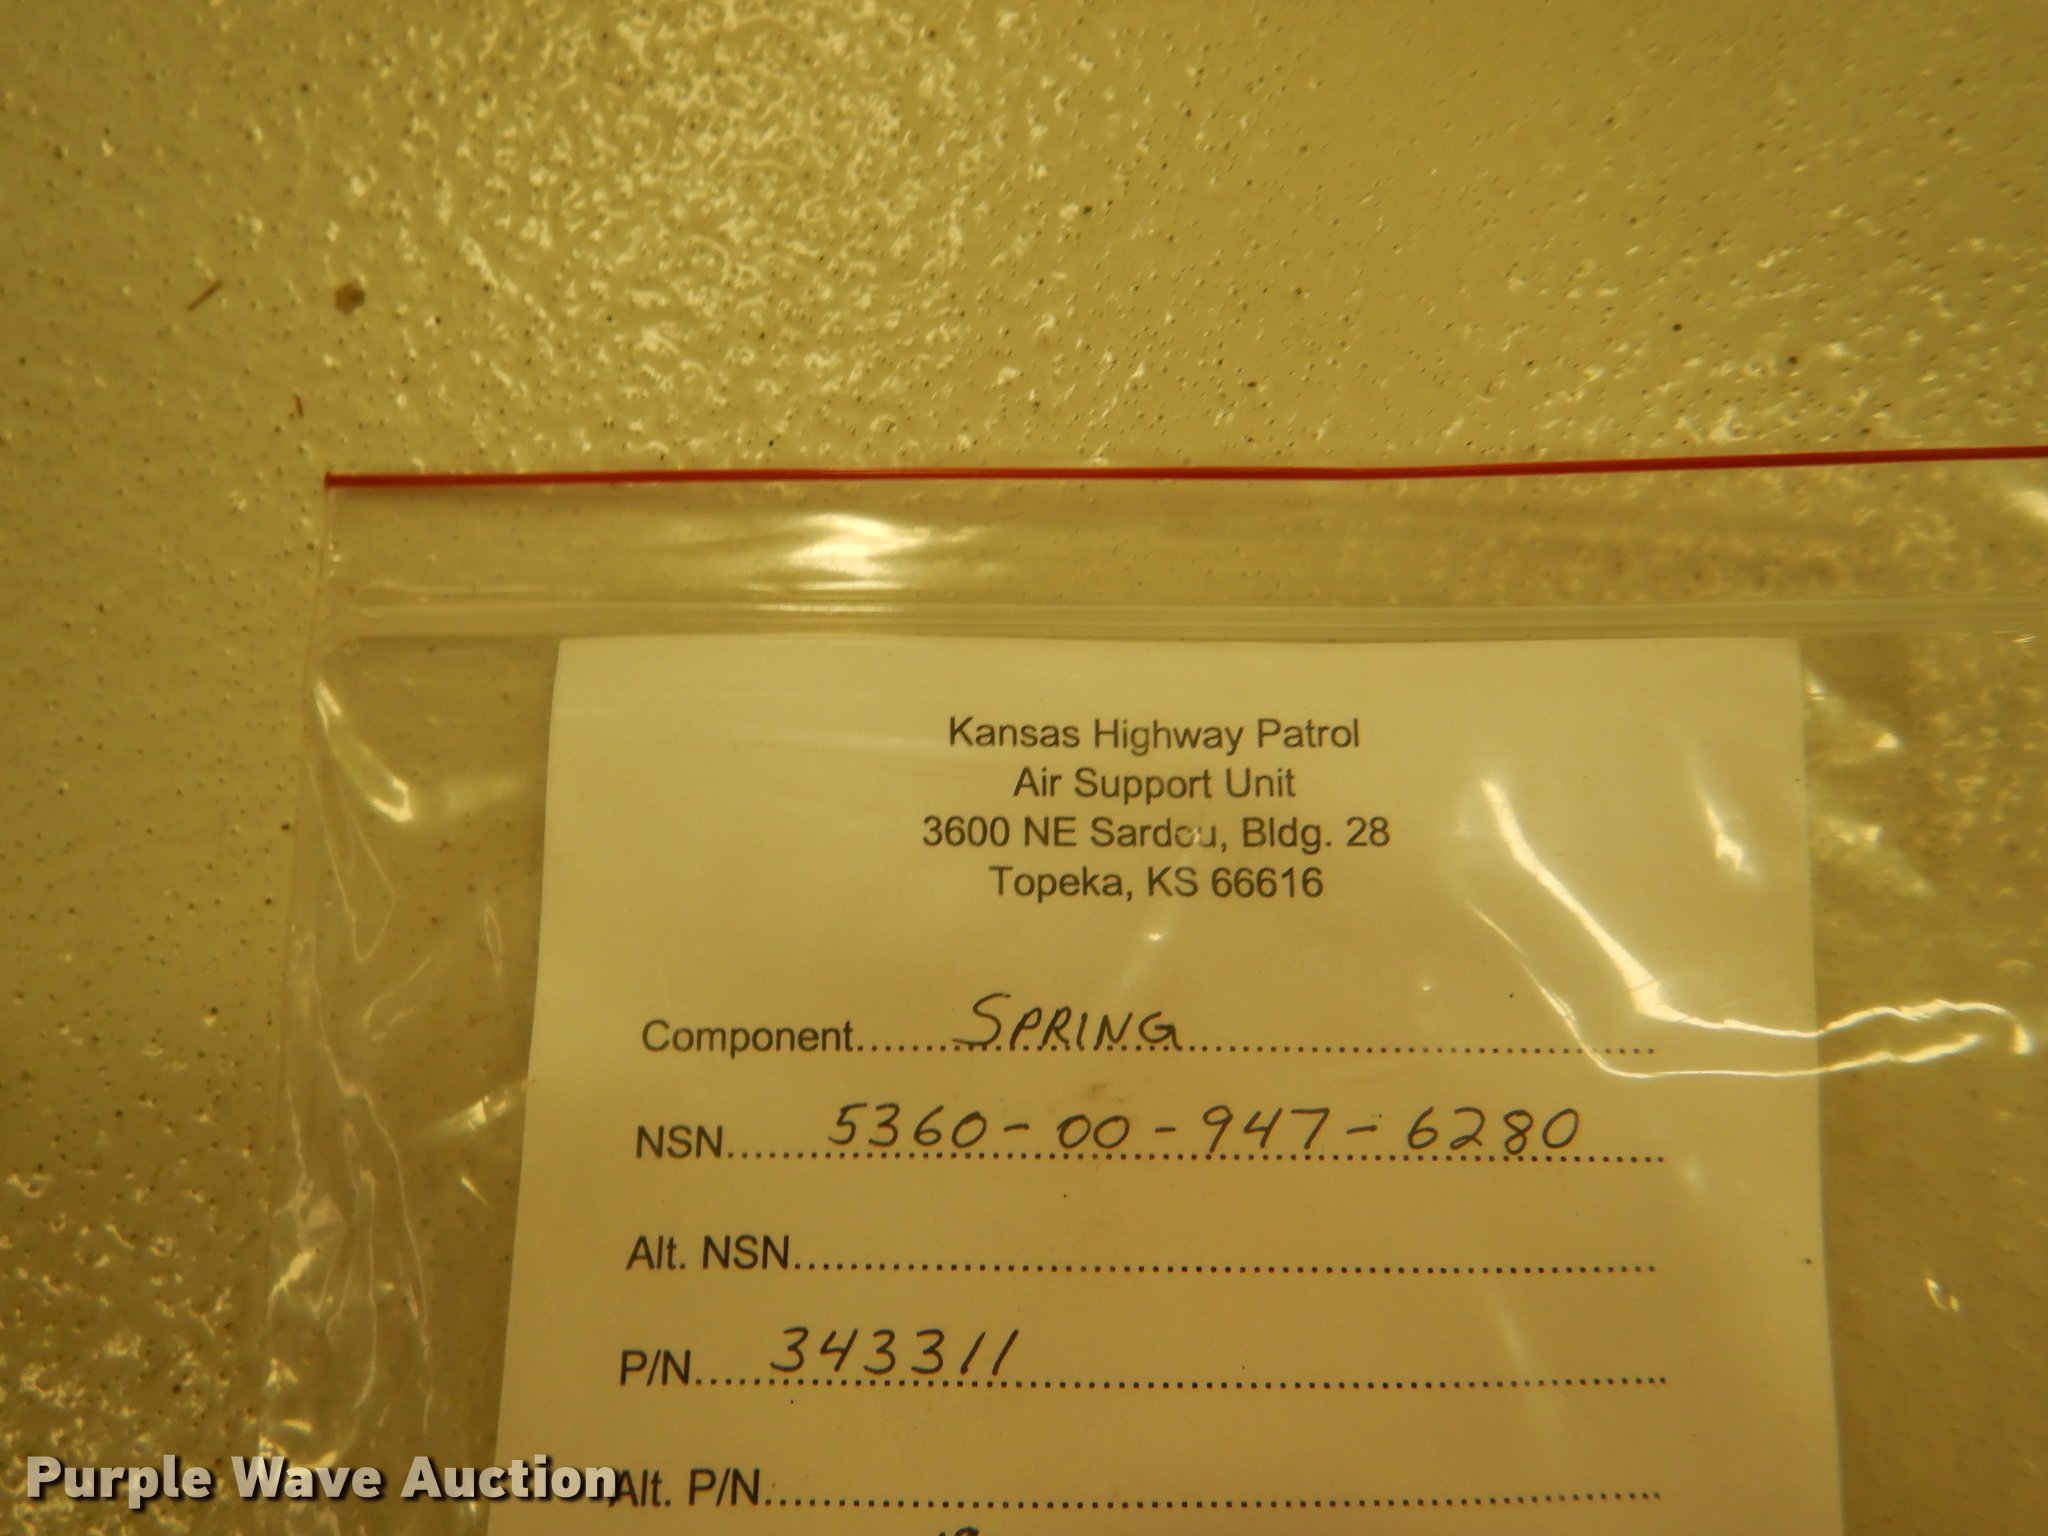 Kansas Highway Patrol
Air Support Unit
3600 NE Sardou, Bldg. 28
Topeka, KS 66616
Component......SPRING..............................
NSN......5360-00-947-6280......
Alt. NSN............................................................
P/N.....343311............................................................
Alt. P/N............................................................
Purple Wave Auction